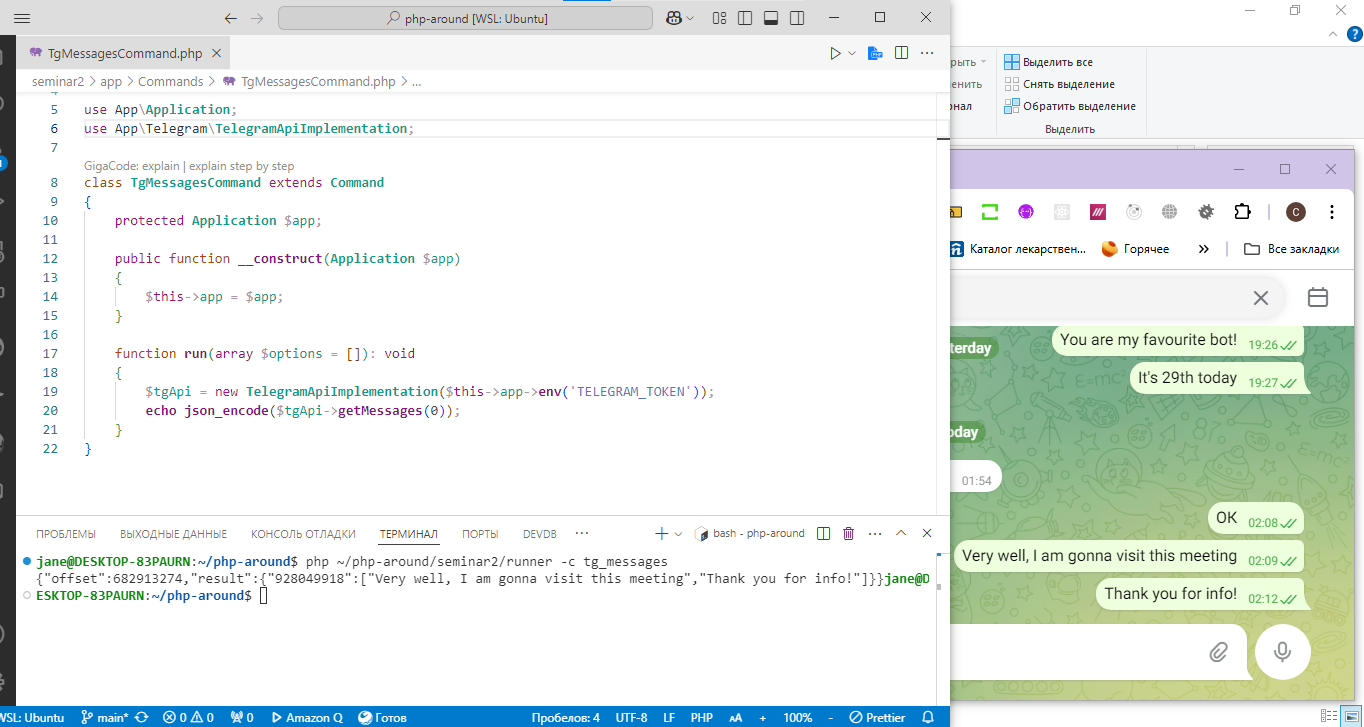 php-around [WSL: Ubuntu]
TgMessagesCommand.php
seminar2 > app > Commands > TgMessagesCommand.php > ...
5 use App\Application;
6 use App\Telegram\TelegramApiImplementation;
7
GigaCode: explain | explain step by step
8 class TgMessagesCommand extends Command
9 {
10 protected Application $app;
11
12 public function __construct(Application $app)
13 {
14 $this->app = $app;
15 }
16
17 function run(array $options = []): void
18 {
19 $tgApi = new TelegramApiImplementation($this->app->env('TELEGRAM_TOKEN'));
20 echo json_encode($tgApi->getMessages(0));
21 }
22 }
ПРОБЛЕМЫ ВЫХОДНЫЕ ДАННЫЕ КОНСОЛЬ ОТЛАДКИ ТЕРМИНАЛ ПОРТЫ DEVDB ...
bash - php-around
jane@DESKTOP-83PAURN:~/php-around$ php ~/php-around/seminar2/runner -c tg_messages
{"offset":682913274,"result":{"928049918":["Very well, I am gonna visit this meeting","Thank you for info!"]}}jane@D
ESKTOP-83PAURN:~/php-around$
WSL: Ubuntu main* 0 0 0 Amazon Q Готов Пробелов: 4 UTF-8 LF PHP + 100% - Prettier
Выделить все
Снять выделение
Обратить выделение
Выделить
C
Каталог лекарствен... Горячее » Все закладки
terday
You are my favourite bot! 19:26
It's 29th today 19:27
oday
01:54
OK 02:08
Very well, I am gonna visit this meeting 02:09
Thank you for info! 02:12